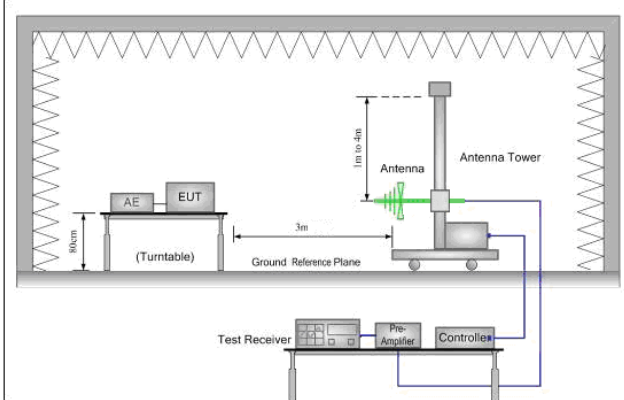 1m to 4m
Antenna
Antenna Tower
AE
EUT
80cm
3m
(Turntable)
Ground Reference Plane
Test Receiver
Pre-
Amplifier
Controller